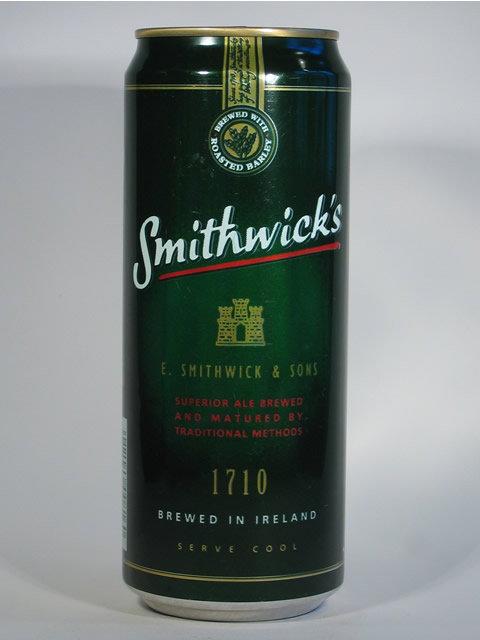 BREWED WITH
ROASTED BARLEY
Smithwick's
E. SMITHWICK & SONS
SUPERIOR ALE BREWED
AND MATURED BY
TRADITIONAL METHODS
1710
BREWED IN IRELAND
SERVE COOL